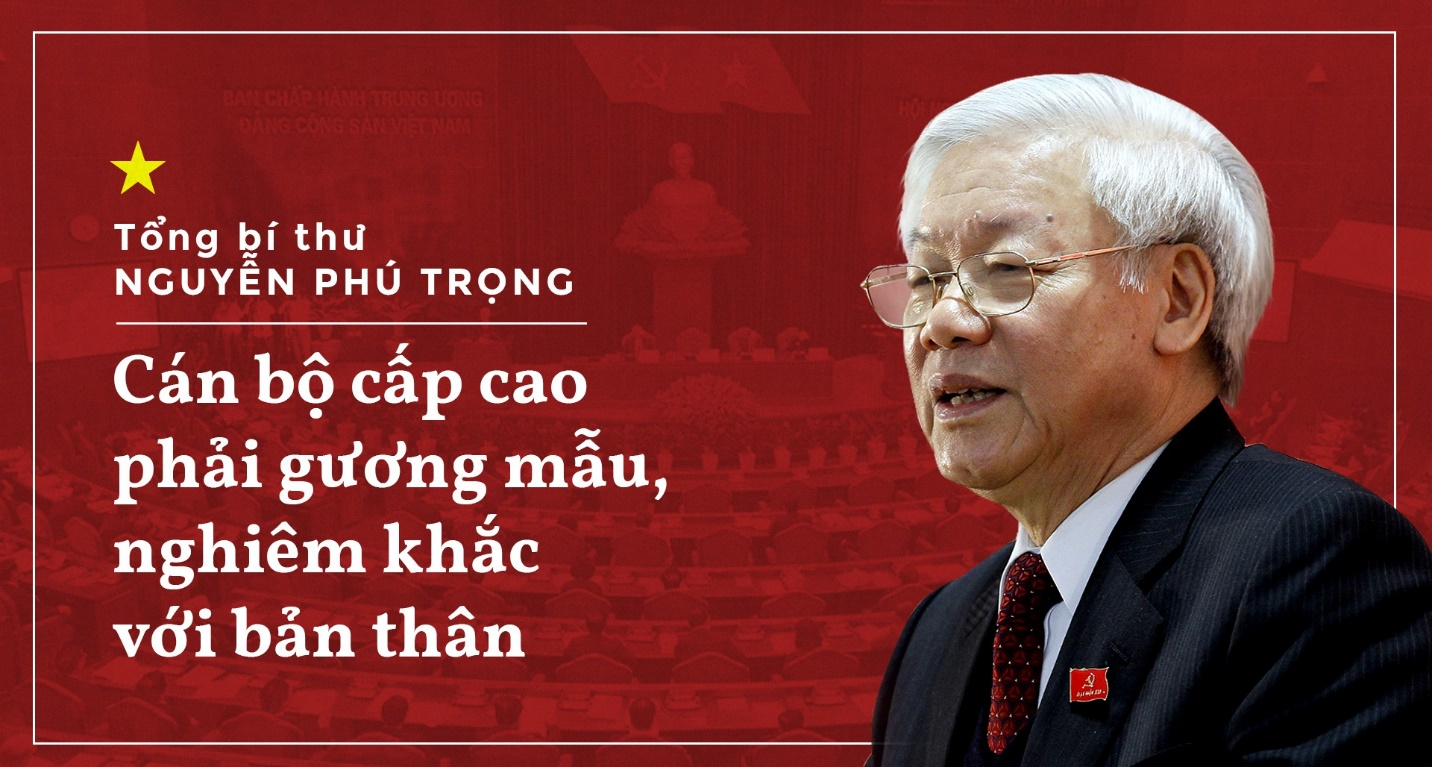 BAN CHẤP HÀNH TRUNG ƯƠNG
ĐẢNG CỘNG SẢN VIỆT NAM
Tổng bí thư
NGUYỄN PHÚ TRỌNG
Cán bộ cấp cao
phải gương mẫu,
nghiêm khắc
với bản thân